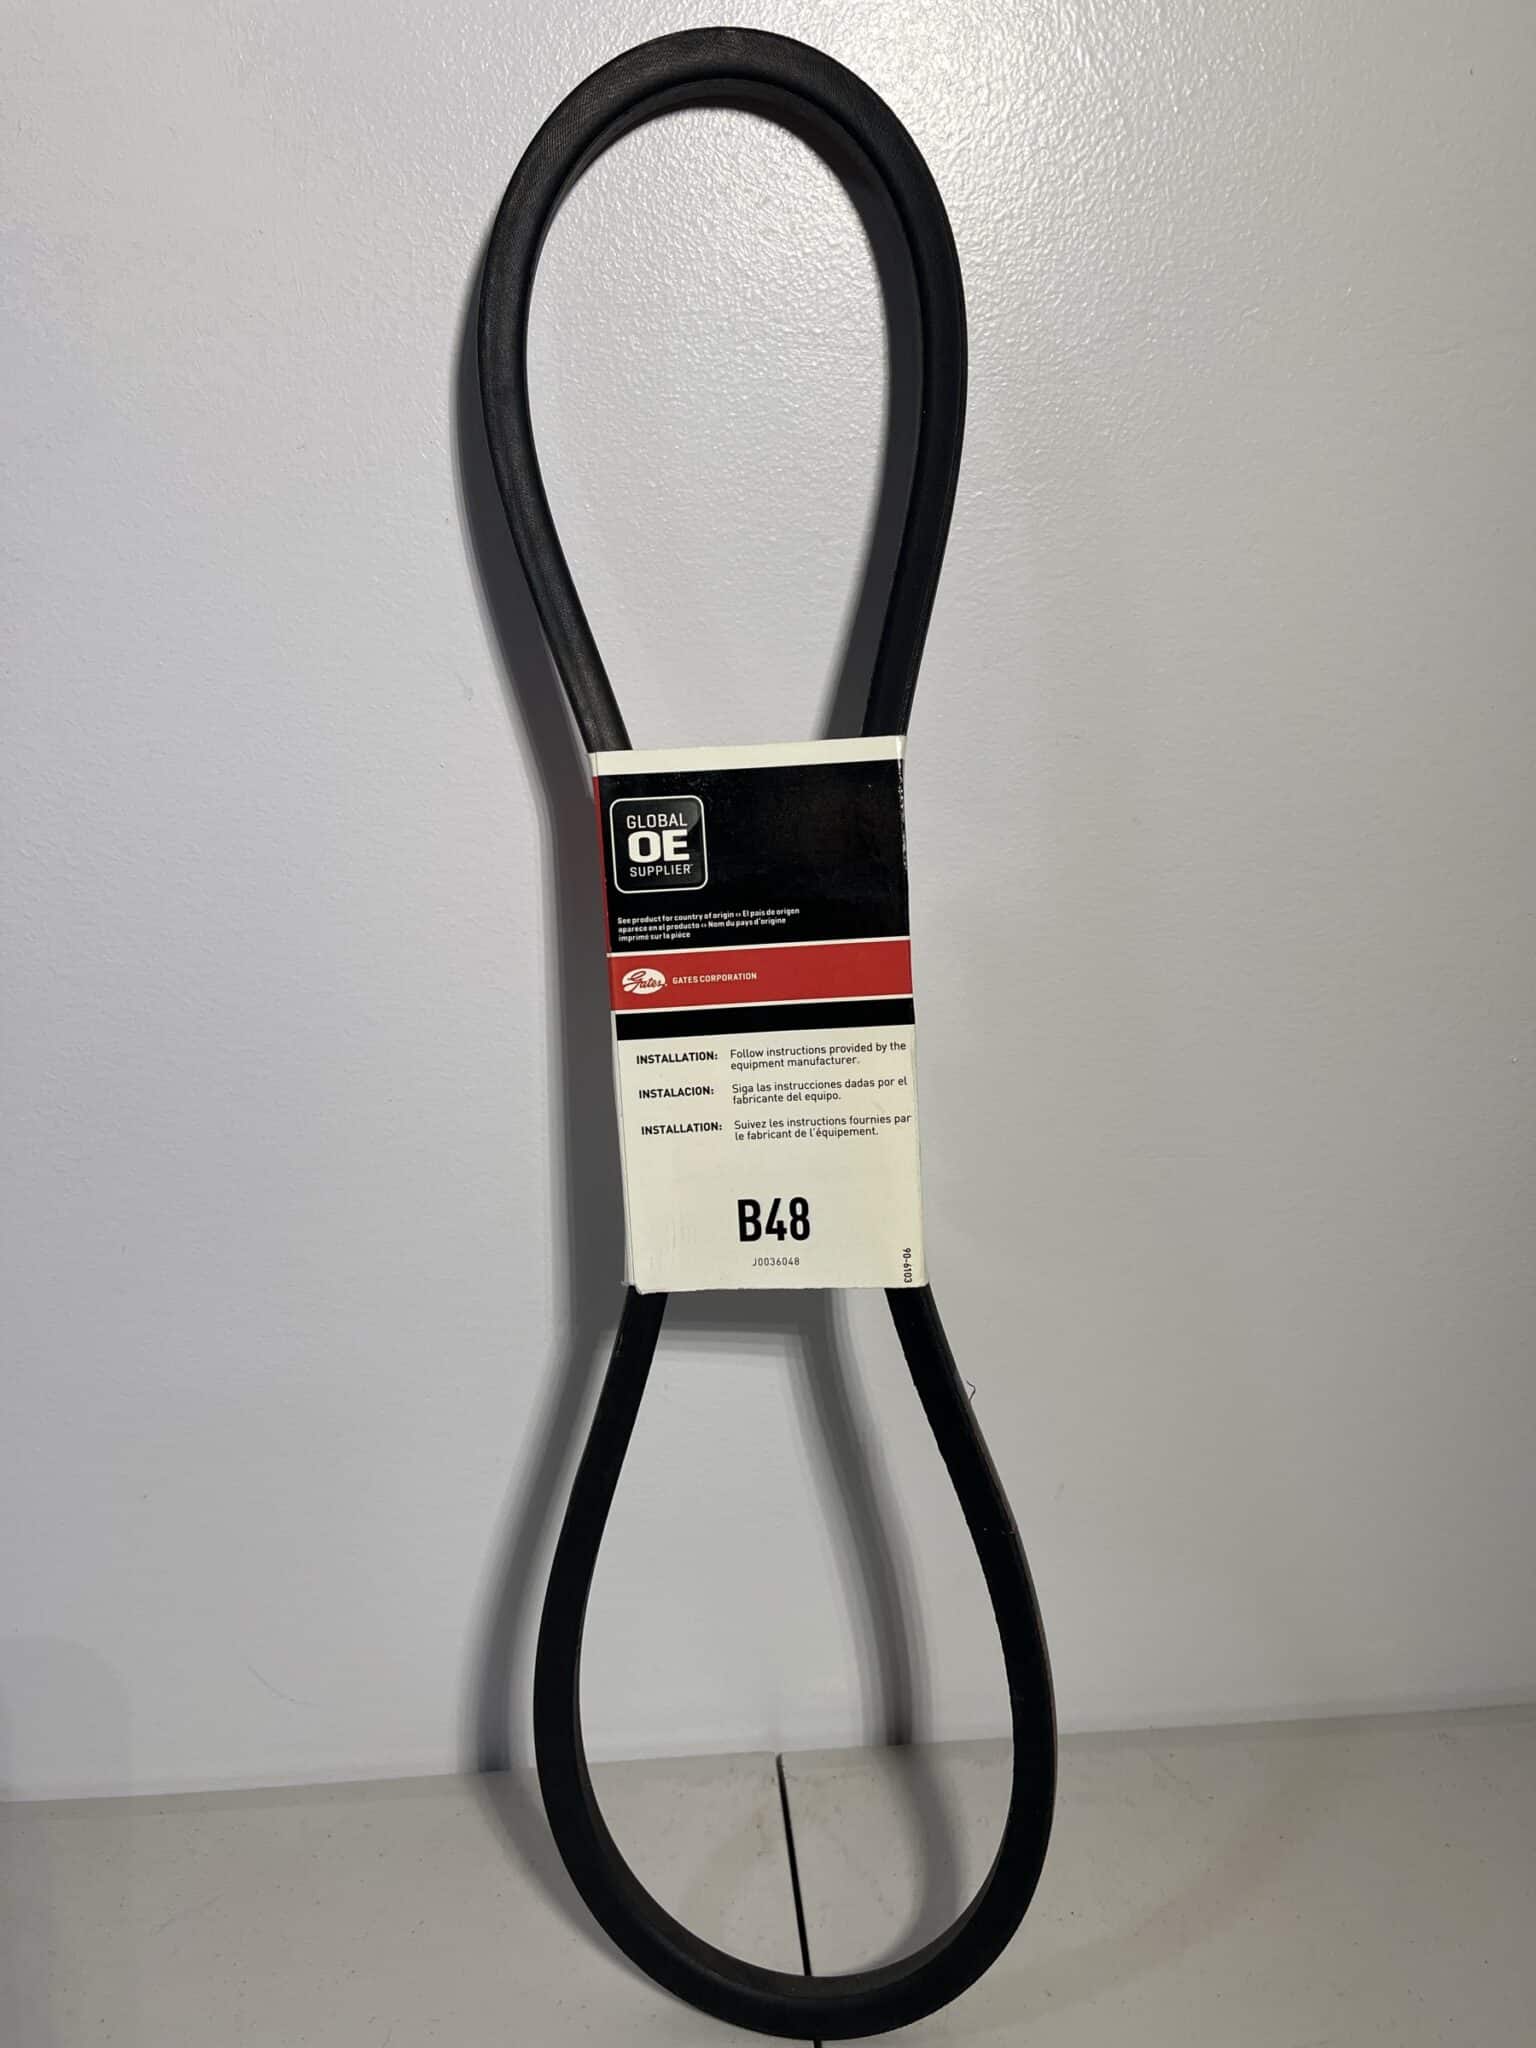 GLOBAL
OE
SUPPLIER™
See product for country of origin •• El país de origen
aparece en el producto •• Nom du pays d'origine
imprimé sur la pièce
Gates. GATES CORPORATION
INSTALLATION: Follow instructions provided by the
equipment manufacturer.
INSTALACION: Siga las instrucciones dadas por el
fabricante del equipo.
INSTALLATION: Suivez les instructions fournies par
le fabricant de l'équipement.
B48
J0036048
90-6103